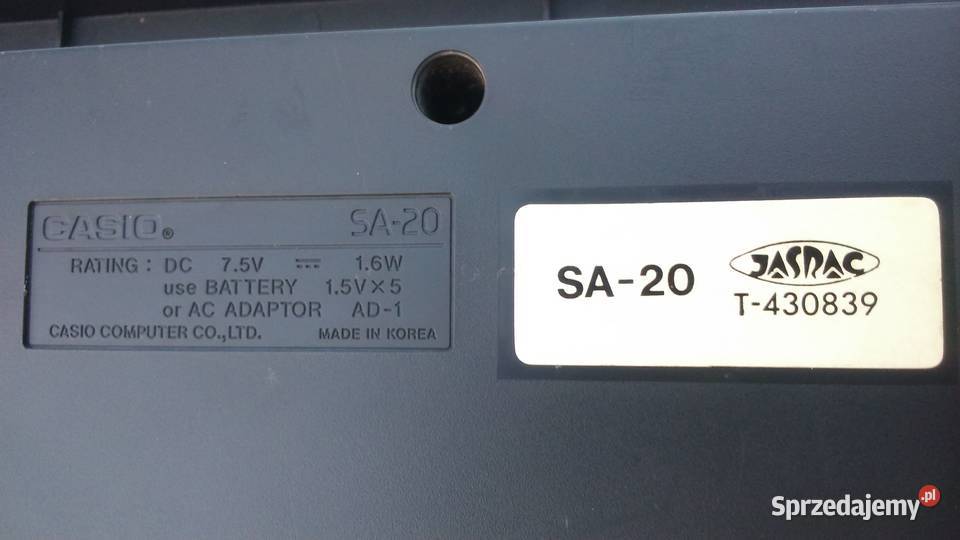 CASIO® SA-20
RATING : DC 7.5V ⎓ 1.6W
use BATTERY 1.5V×5
or AC ADAPTOR AD-1
CASIO COMPUTER CO.,LTD. MADE IN KOREA
SA-20
JASRAC
T-430839
Sprzedajemy.pl